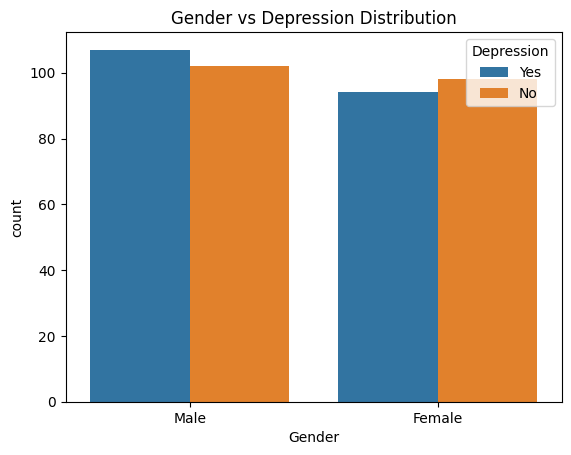 Gender vs Depression Distribution
Depression
Yes
No
count
100
80
60
40
20
0
Male
Female
Gender